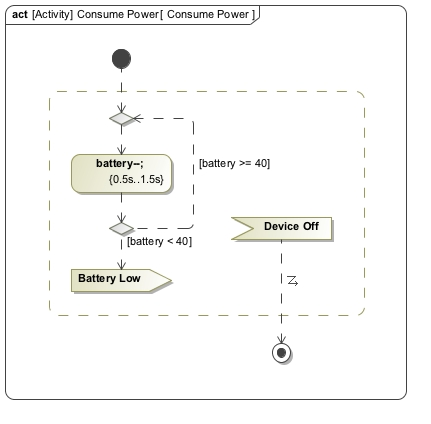 act [Activity] Consume Power[ Consume Power ]
battery--;
{0.5s..1.5s}
[battery >= 40]
Device Off
[battery < 40]
Battery Low